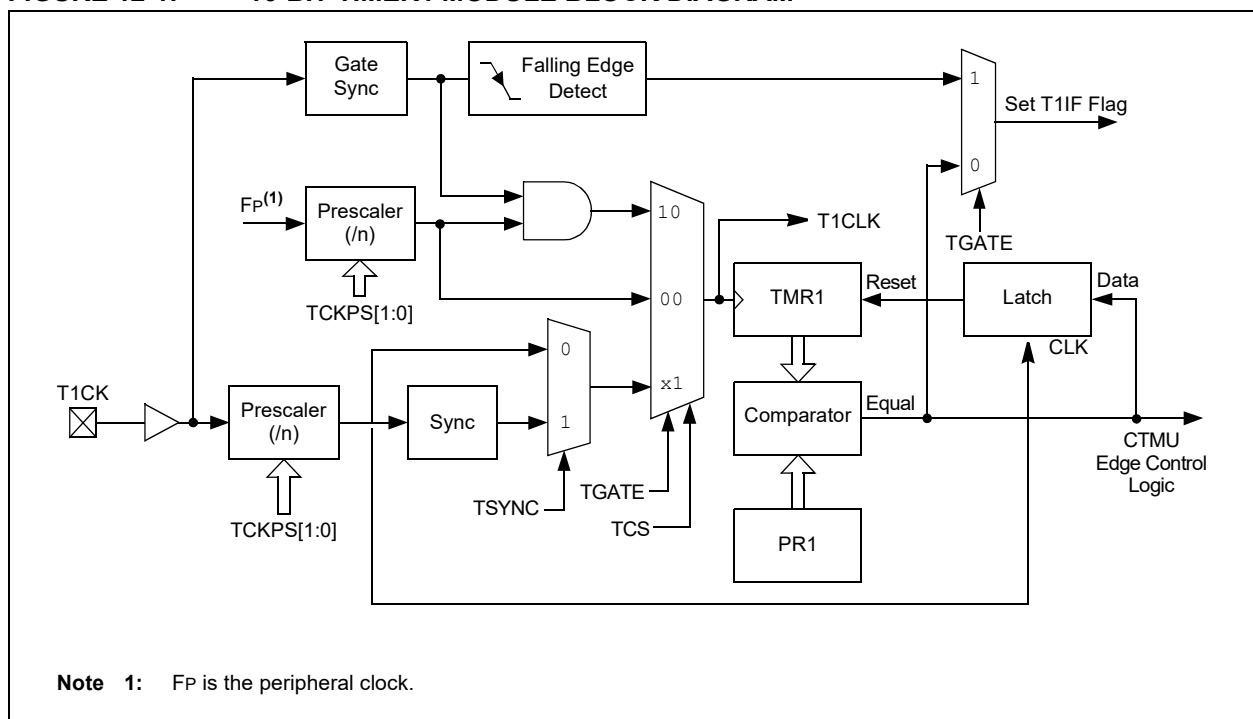 Gate
Sync
Falling Edge
Detect
1
Set T1IF Flag
0
TGATE
FP(1)
Prescaler
(/n)
TCKPS[1:0]
10
00
x1
T1CLK
TMR1
Reset
Latch
Data
CLK
0
1
T1CK
Prescaler
(/n)
TCKPS[1:0]
Sync
TSYNC
TGATE
TCS
Comparator
Equal
PR1
CTMU
Edge Control
Logic
Note 1: FP is the peripheral clock.